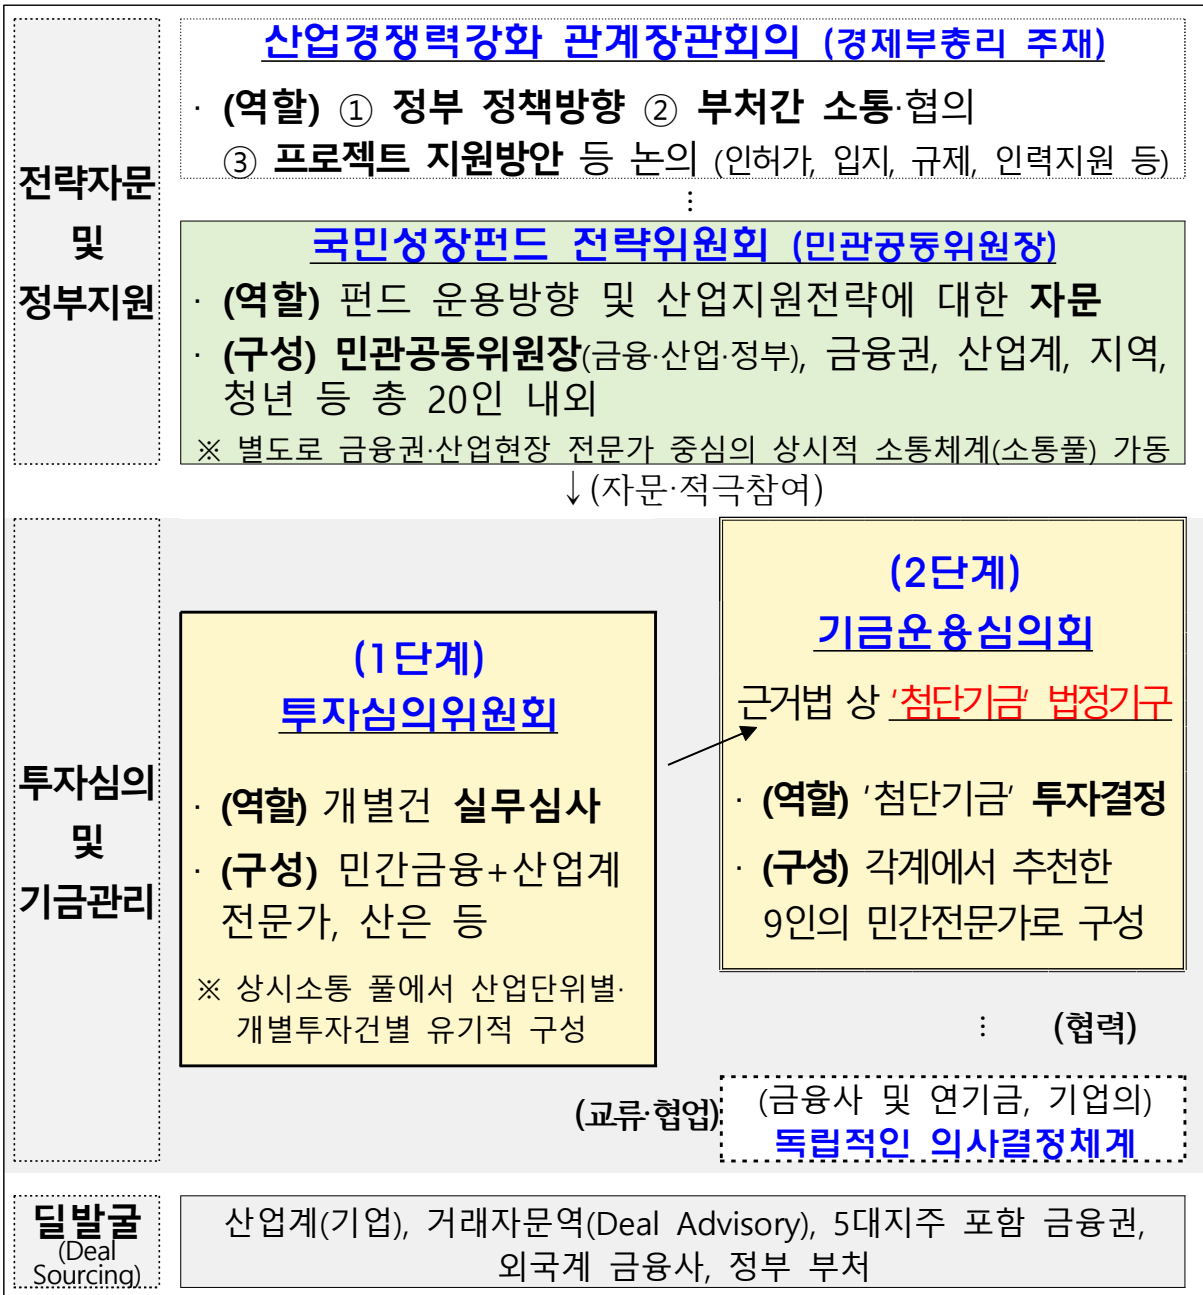 산업경쟁력강화 관계장관회의 (경제부총리 주재)
· (역할) ① 정부 정책방향 ② 부처간 소통·협의
③ 프로젝트 지원방안 등 논의 (인허가, 입지, 규제, 인력지원 등)
전략자문
및
정부지원
⋮
국민성장펀드 전략위원회 (민관공동위원장)
· (역할) 펀드 운용방향 및 산업지원전략에 대한 자문
· (구성) 민관공동위원장(금융·산업·정부), 금융권, 산업계, 지역,
청년 등 총 20인 내외
※ 별도로 금융권·산업현장 전문가 중심의 상시적 소통체계(소통풀) 가동
↓(자문·적극참여)
투자심의
및
기금관리
(1단계)
투자심의위원회
· (역할) 개별건 실무심사
· (구성) 민간금융+산업계
전문가, 산은 등
※ 상시소통 풀에서 산업단위별·
개별투자건별 유기적 구성
(2단계)
기금운용심의회
근거법 상 '첨단기금' 법정기구
· (역할) '첨단기금' 투자결정
· (구성) 각계에서 추천한
9인의 민간전문가로 구성
⋮ (협력)
(교류·협업)
(금융사 및 연기금, 기업의)
독립적인 의사결정체계
딜발굴
(Deal
Sourcing)
산업계(기업), 거래자문역(Deal Advisory), 5대지주 포함 금융권,
외국계 금융사, 정부 부처